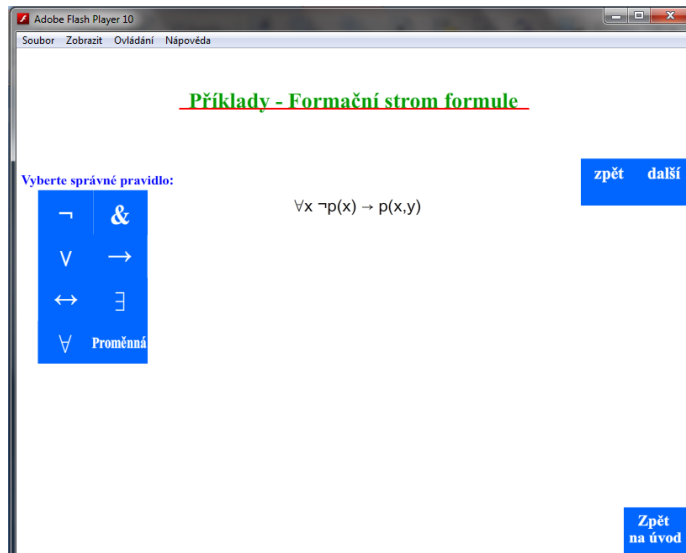 Adobe Flash Player 10
Soubor Zobrazit Ovládání Nápověda
Příklady - Formační strom formule
zpět další
Vyberte správné pravidlo:
∀x ¬p(x) → p(x,y)
¬ &
∨ →
↔ ∃
∀ Proměnná
Zpět
na úvod